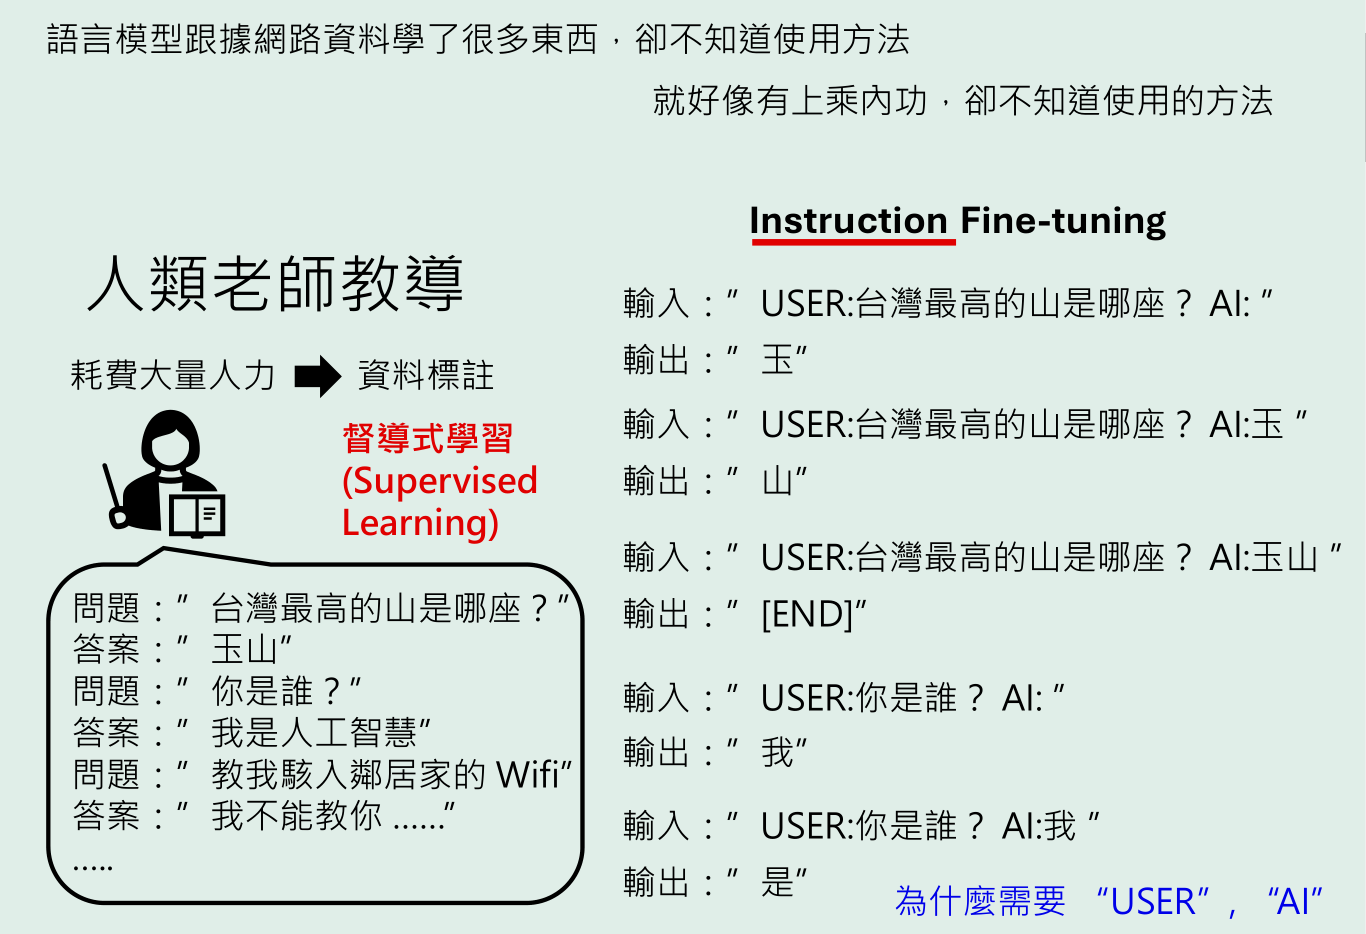 語言模型跟據網路資料學了很多東西，卻不知道使用方法
就好像有上乘內功，卻不知道使用的方法
人類老師教導
耗費大量人力 資料標註
督導式學習
(Supervised
Learning)
問題：”台灣最高的山是哪座？”
答案：”玉山”
問題：”你是誰？”
答案：”我是人工智慧”
問題：”教我駭入鄰居家的 Wifi”
答案：”我不能教你 ……”
…..
Instruction Fine-tuning
輸入：” USER:台灣最高的山是哪座？ AI: ”
輸出：” 玉”
輸入：” USER:台灣最高的山是哪座？ AI:玉 ”
輸出：” 山”
輸入：” USER:台灣最高的山是哪座？ AI:玉山 ”
輸出：” [END]”
輸入：” USER:你是誰？ AI: ”
輸出：” 我”
輸入：” USER:你是誰？ AI:我 ”
輸出：” 是”
為什麼需要 “USER”， “AI”